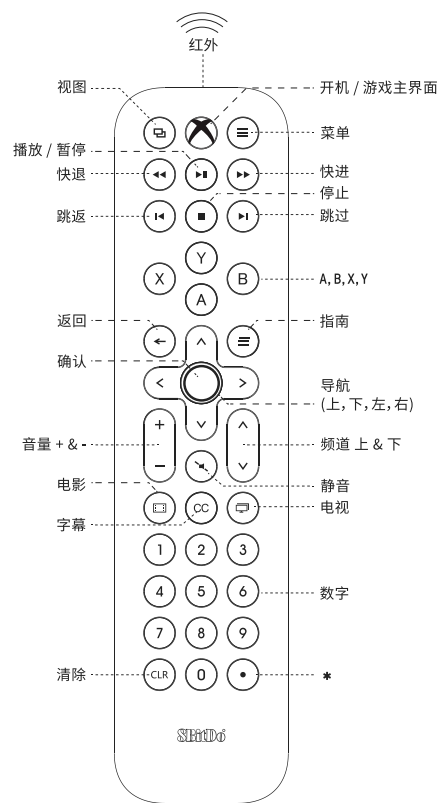 红外
视图
开机 / 游戏主界面
菜单
播放 / 暂停
快退
快进
停止
跳返
跳过
Y
X
B
A
A, B, X, Y
返回
指南
确认
导航
(上, 下, 左, 右)
音量 + & -
频道 上 & 下
静音
电影
CC
电视
字幕
1 2 3
4 5 6
数字
7 8 9
清除
CLR 0
*
8BitDo